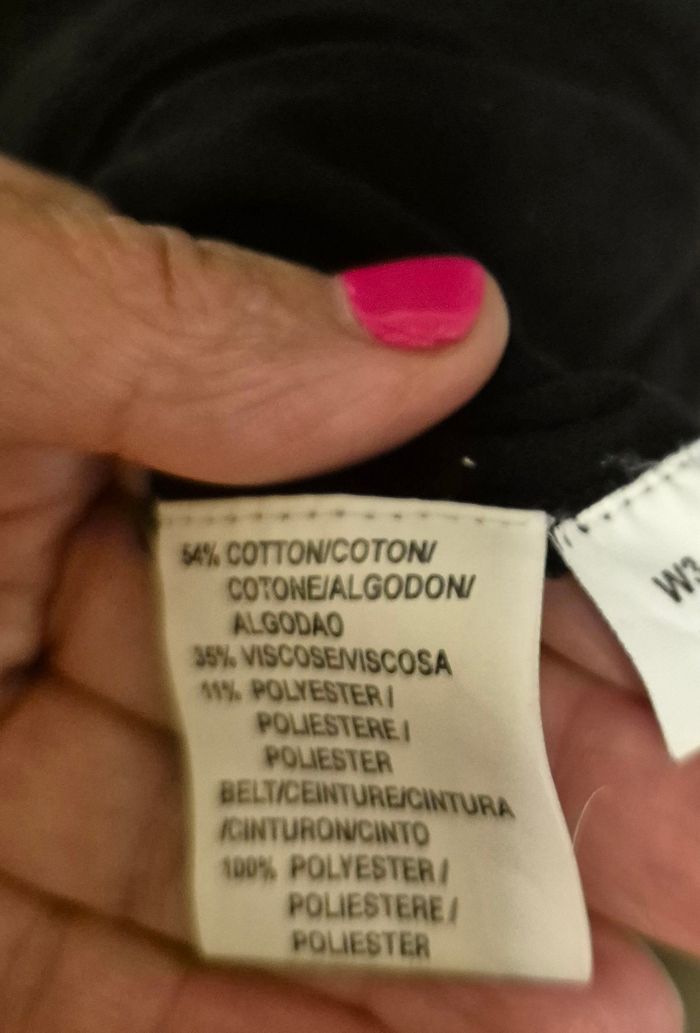 54% COTTON/COTON/
COTONE/ALGODON/
ALGODAO
35% VISCOSE/VISCOSA
11% POLYESTER /
POLIESTERE /
POLIESTER
BELT/CEINTURE/CINTURA
/CINTURON/CINTO
100% POLYESTER /
POLIESTERE /
POLIESTER
W3